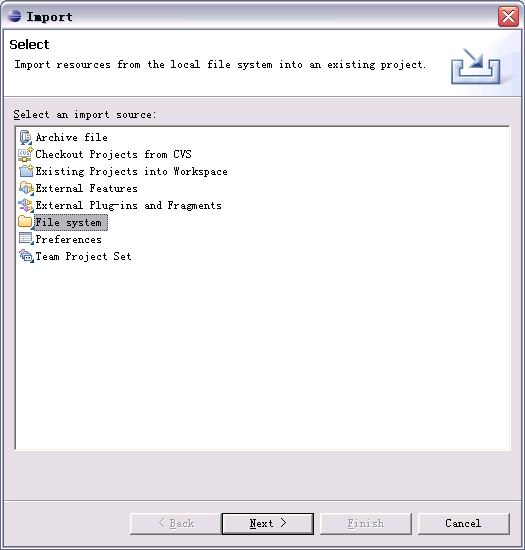 Import
Select
Import resources from the local file system into an existing project.
Select an import source:
Archive file
Checkout Projects from CVS
Existing Projects into Workspace
External Features
External Plug-ins and Fragments
File system
Preferences
Team Project Set
< Back Next > Finish Cancel